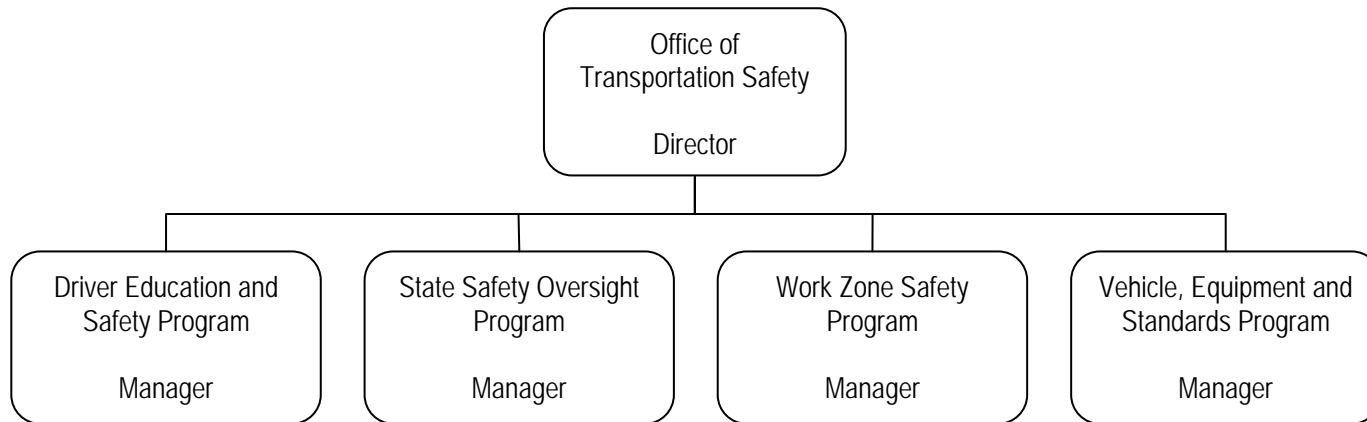 Office of
Transportation Safety
Director
Driver Education and
Safety Program
Manager
State Safety Oversight
Program
Manager
Work Zone Safety
Program
Manager
Vehicle, Equipment and
Standards Program
Manager